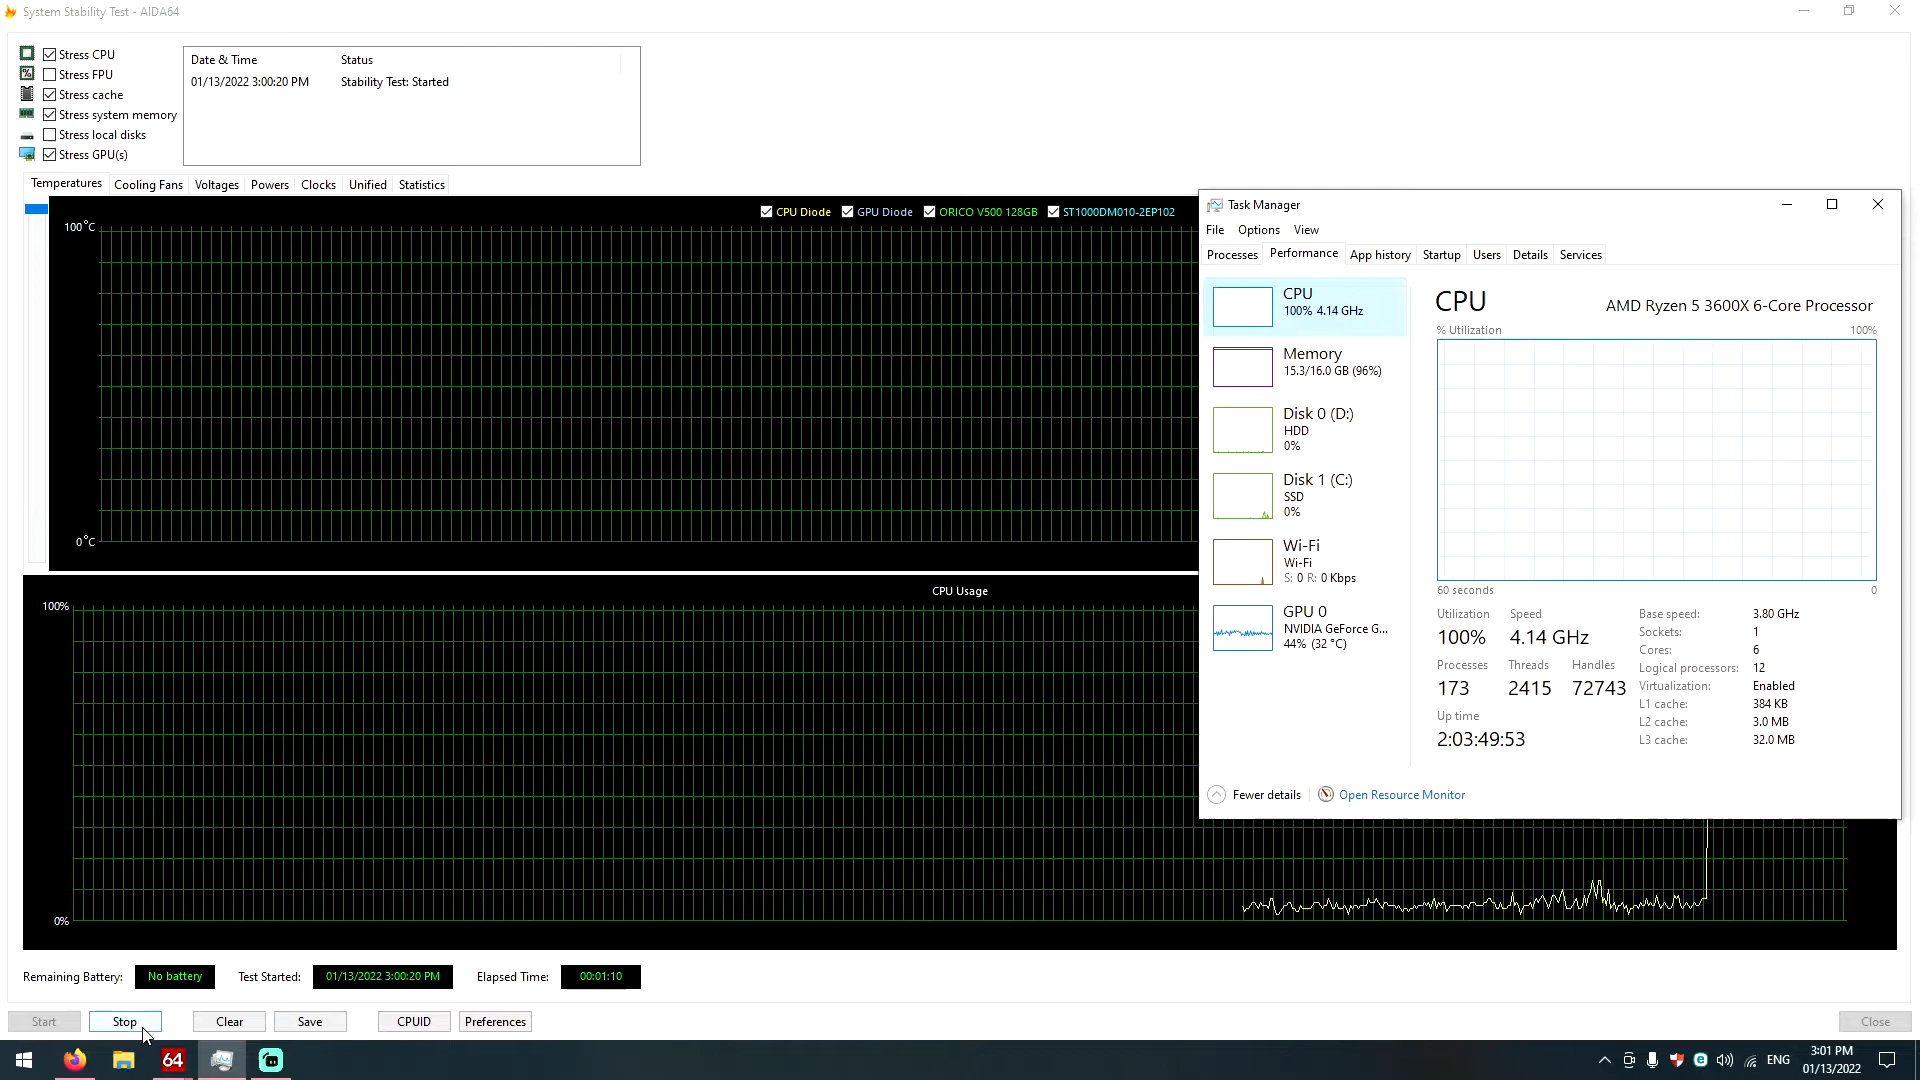 System Stability Test - AIDA64
Stress CPU
Stress FPU
Stress cache
Stress system memory
Stress local disks
Stress GPU(s)
Date & Time Status
01/13/2022 3:00:20 PM Stability Test: Started
Temperatures Cooling Fans Voltages Powers Clocks Unified Statistics
CPU Diode GPU Diode ORICO V500 128GB ST1000DM010-2EP102
100°C
0°C
CPU Usage
100%
0%
Remaining Battery: No battery Test Started: 01/13/2022 3:00:20 PM Elapsed Time: 00:01:10
Start Stop Clear Save CPUID Preferences Close
Task Manager
File Options View
Processes Performance App history Startup Users Details Services
CPU
100% 4.14 GHz
Memory
15.3/16.0 GB (96%)
Disk 0 (D:)
HDD
0%
Disk 1 (C:)
SSD
0%
Wi-Fi
Wi-Fi
S: 0 R: 0 Kbps
GPU 0
NVIDIA GeForce G...
44% (32 °C)
CPU AMD Ryzen 5 3600X 6-Core Processor
% Utilization 100%
60 seconds 0
Utilization Speed
100% 4.14 GHz
Processes Threads Handles
173 2415 72743
Up time
2:03:49:53
Base speed: 3.80 GHz
Sockets: 1
Cores: 6
Logical processors: 12
Virtualization: Enabled
L1 cache: 384 KB
L2 cache: 3.0 MB
L3 cache: 32.0 MB
Fewer details Open Resource Monitor
64
ENG
3:01 PM
01/13/2022